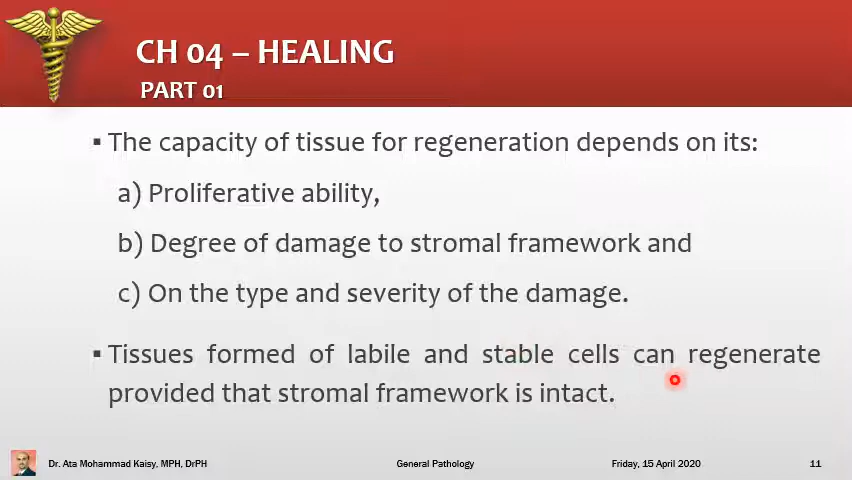 CH 04 – HEALING
PART 01
▪ The capacity of tissue for regeneration depends on its:
a) Proliferative ability,
b) Degree of damage to stromal framework and
c) On the type and severity of the damage.
▪ Tissues formed of labile and stable cells can regenerate
provided that stromal framework is intact.
Dr. Ata Mohammad Kaisy, MPH, DrPH General Pathology Friday, 15 April 2020 11